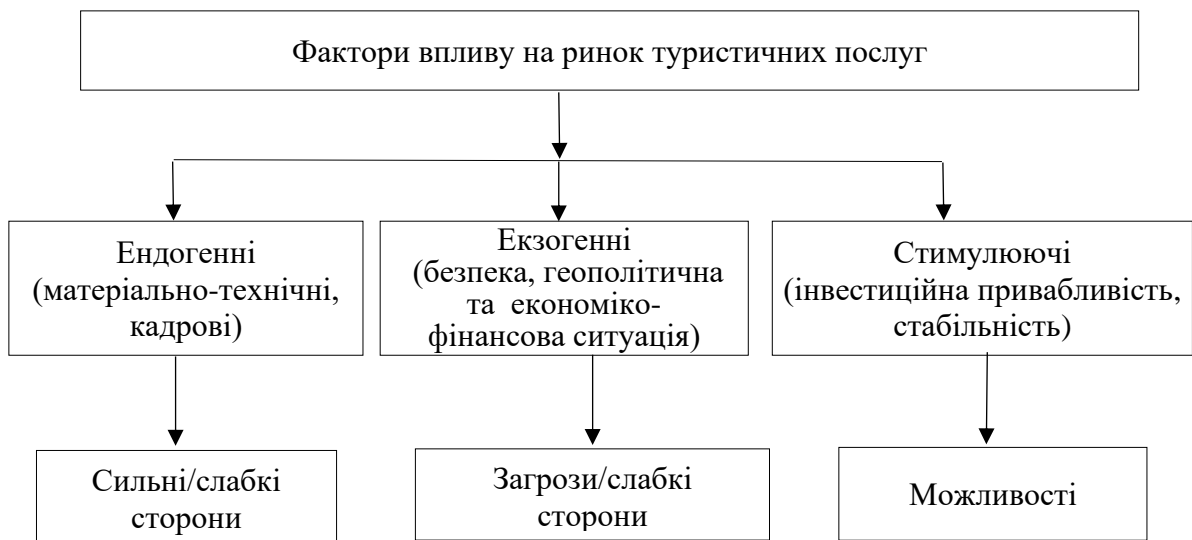 Фактори впливу на ринок туристичних послуг
Ендогенні
(матеріально-технічні,
кадрові)
Екзогенні
(безпека, геополітична
та економіко-
фінансова ситуація)
Стимулюючі
(інвестиційна привабливість,
стабільність)
Сильні/слабкі
сторони
Загрози/слабкі
сторони
Можливості